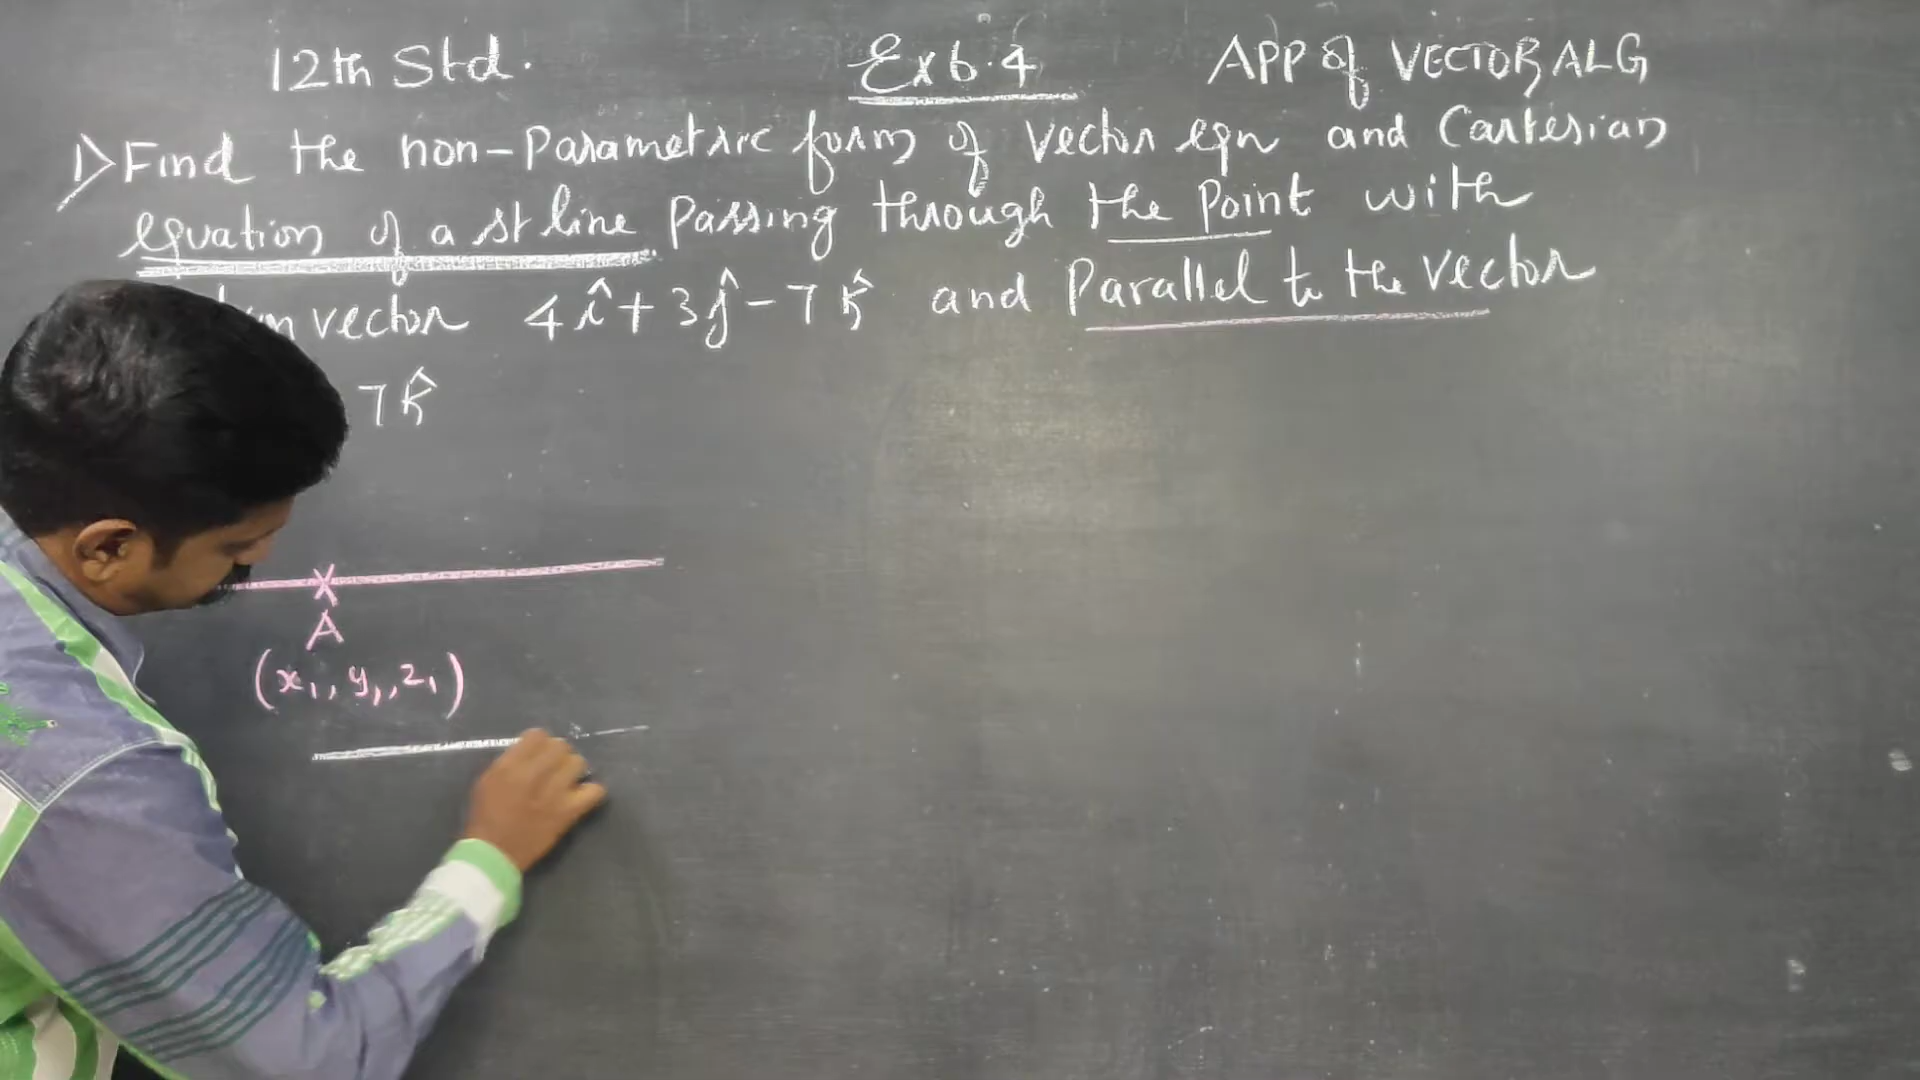 12th Std.
Ex 6.4
APP of VECTOR ALG
1) Find the non-Parametric form of vector eqn and Cartesian
equation of a st line passing through the point with
vector 4î + 3ĵ - 7k̂ and parallel to the vector
7k̂
A
(x₁, y₁, z₁)